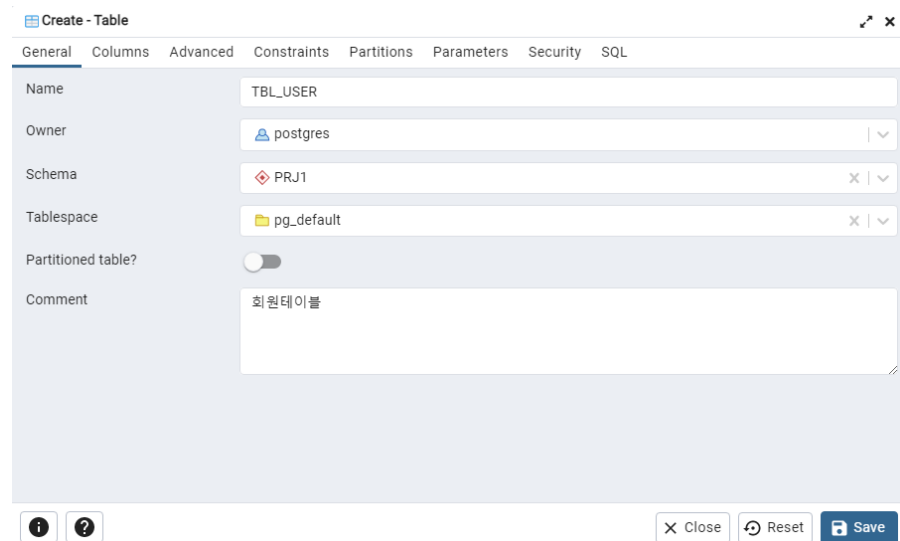 Create - Table
General Columns Advanced Constraints Partitions Parameters Security SQL
Name TBL_USER
Owner postgres
Schema PRJ1
Tablespace pg_default
Partitioned table?
Comment 회원테이블
Close Reset Save